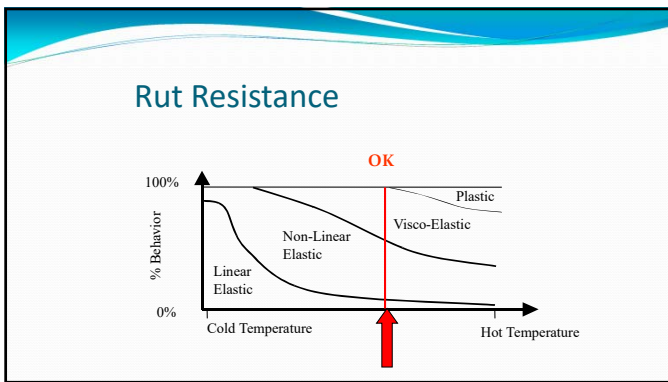 Rut Resistance
OK
100%
Plastic
Visco-Elastic
Non-Linear
Elastic
% Behavior
Linear
Elastic
0%
Cold Temperature
Hot Temperature